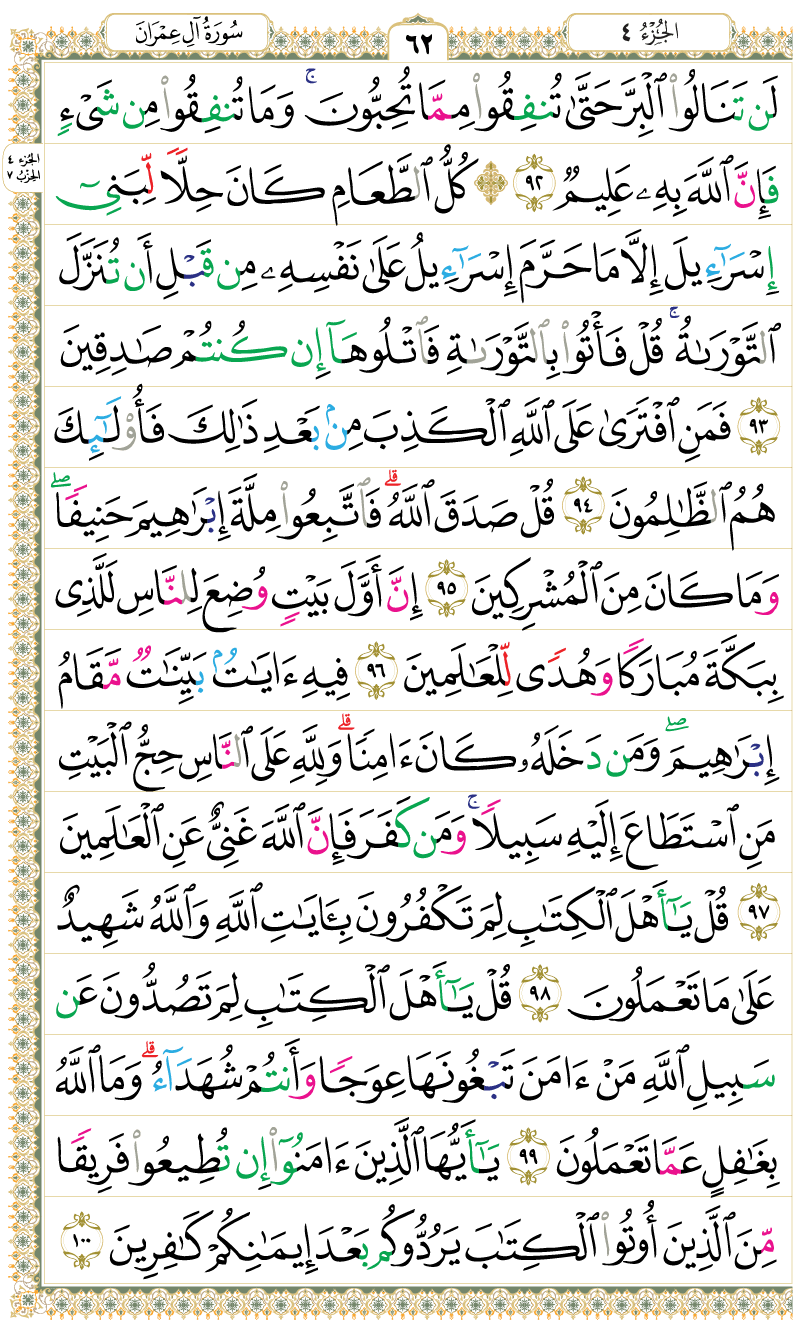 الجُزْءُ ٤
٦٢
سُورَةُ آلِ عِمْرَانَ
الجزء ٤
الحِزْبُ ٧
لَن تَنَالُوا۟ ٱلْبِرَّ حَتَّىٰ تُنفِقُوا۟ مِمَّا تُحِبُّونَ ۚ وَمَا تُنفِقُوا۟ مِن شَىْءٍ
فَإِنَّ ٱللَّهَ بِهِۦ عَلِيمٌ ٩٢ ۞ كُلُّ ٱلطَّعَامِ كَانَ حِلًّا لِّبَنِىٓ
إِسْرَٰٓءِيلَ إِلَّا مَا حَرَّمَ إِسْرَٰٓءِيلُ عَلَىٰ نَفْسِهِۦ مِن قَبْلِ أَن تُنَزَّلَ
ٱلتَّوْرَىٰةُ ۚ قُلْ فَأْتُوا۟ بِٱلتَّوْرَىٰةِ فَٱتْلُوهَآ إِن كُنتُمْ صَٰدِقِينَ
٩٣ فَمَنِ ٱفْتَرَىٰ عَلَى ٱللَّهِ ٱلْكَذِبَ مِنۢ بَعْدِ ذَٰلِكَ فَأُو۟لَٰٓئِكَ
هُمُ ٱلظَّٰلِمُونَ ٩٤ قُلْ صَدَقَ ٱللَّهُ ۗ فَٱتَّبِعُوا۟ مِلَّةَ إِبْرَٰهِيمَ حَنِيفًا ۖ
وَمَا كَانَ مِنَ ٱلْمُشْرِكِينَ ٩٥ إِنَّ أَوَّلَ بَيْتٍ وُضِعَ لِلنَّاسِ لَلَّذِى
بِبَكَّةَ مُبَارَكًا وَهُدًى لِّلْعَٰلَمِينَ ٩٦ فِيهِ ءَايَٰتٌۢ بَيِّنَٰتٌ مَّقَامُ
إِبْرَٰهِيمَ ۖ وَمَن دَخَلَهُۥ كَانَ ءَامِنًا ۗ وَلِلَّهِ عَلَى ٱلنَّاسِ حِجُّ ٱلْبَيْتِ
مَنِ ٱسْتَطَاعَ إِلَيْهِ سَبِيلًا ۚ وَمَن كَفَرَ فَإِنَّ ٱللَّهَ غَنِىٌّ عَنِ ٱلْعَٰلَمِينَ
٩٧ قُلْ يَٰٓأَهْلَ ٱلْكِتَٰبِ لِمَ تَكْفُرُونَ بِـَٔايَٰتِ ٱللَّهِ وَٱللَّهُ شَهِيدٌ
عَلَىٰ مَا تَعْمَلُونَ ٩٨ قُلْ يَٰٓأَهْلَ ٱلْكِتَٰبِ لِمَ تَصُدُّونَ عَن
سَبِيلِ ٱللَّهِ مَنْ ءَامَنَ تَبْغُونَهَا عِوَجًا وَأَنتُمْ شُهَدَآءُ ۗ وَمَا ٱللَّهُ
بِغَٰفِلٍ عَمَّا تَعْمَلُونَ ٩٩ يَٰٓأَيُّهَا ٱلَّذِينَ ءَامَنُوٓا۟ إِن تُطِيعُوا۟ فَرِيقًا
مِّنَ ٱلَّذِينَ أُوتُوا۟ ٱلْكِتَٰبَ يَرُدُّوكُم بَعْدَ إِيمَٰنِكُمْ كَٰفِرِينَ ١٠٠